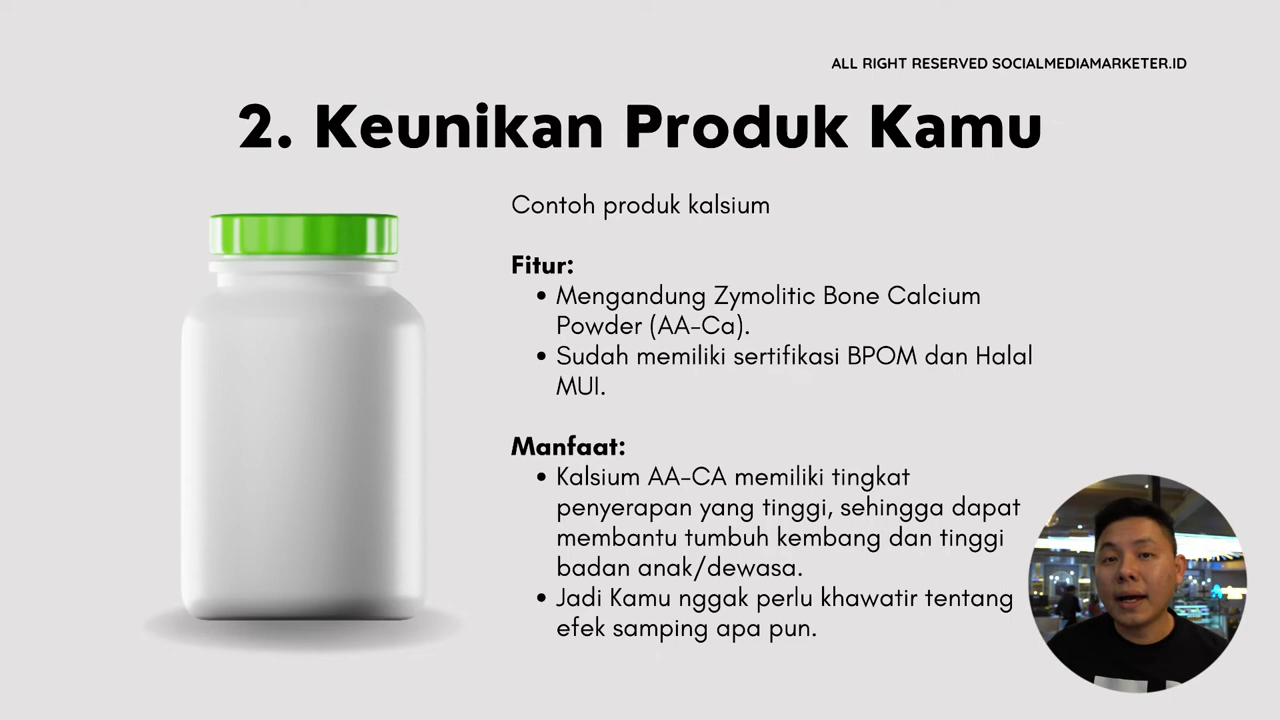 ALL RIGHT RESERVED SOCIALMEDIAMARKETER.ID
2. Keunikan Produk Kamu
Contoh produk kalsium
Fitur:
• Mengandung Zymolitic Bone Calcium
Powder (AA-Ca).
• Sudah memiliki sertifikasi BPOM dan Halal
MUI.
Manfaat:
• Kalsium AA-CA memiliki tingkat
penyerapan yang tinggi, sehingga dapat
membantu tumbuh kembang dan tinggi
badan anak/dewasa.
• Jadi Kamu nggak perlu khawatir tentang
efek samping apa pun.